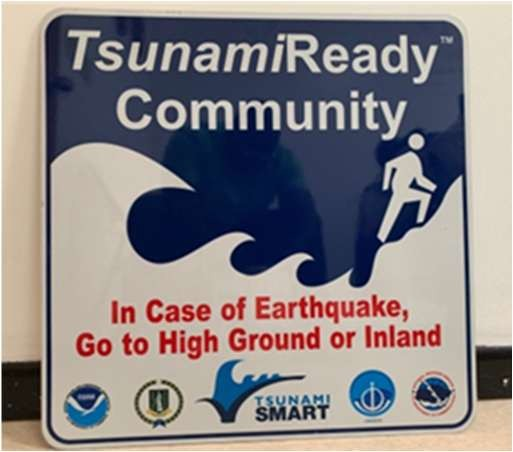 TsunamiReady™
Community
In Case of Earthquake,
Go to High Ground or Inland
TSUNAMI
SMART